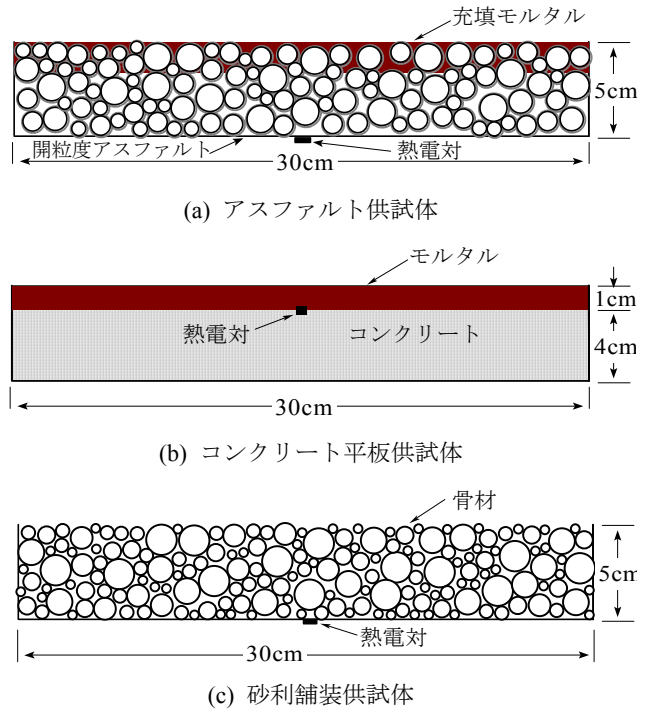 充填モルタル
5cm
開粒度アスファルト
熱電対
30cm
(a) アスファルト供試体
モルタル
1cm
熱電対
コンクリート
4cm
30cm
(b) コンクリート平板供試体
骨材
5cm
熱電対
30cm
(c) 砂利舗装供試体